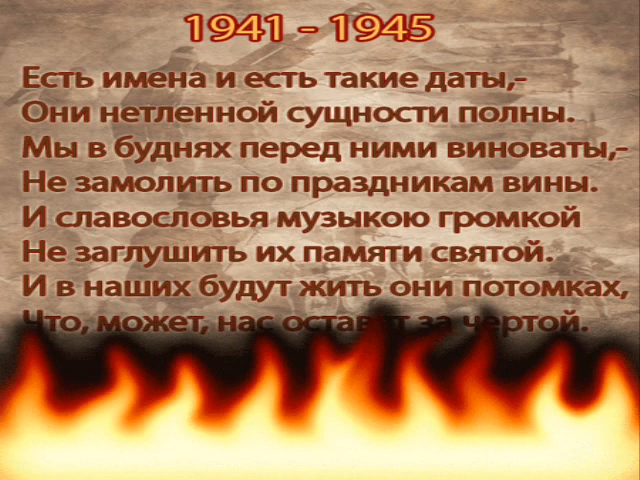 1941 - 1945
Есть имена и есть такие даты,-
Они нетленной сущности полны.
Мы в буднях перед ними виноваты,-
Не замолить по праздникам вины.
И славословья музыкою громкой
Не заглушить их памяти святой.
И в наших будут жить они потомках,
Что, может, нас оставят за чертой.